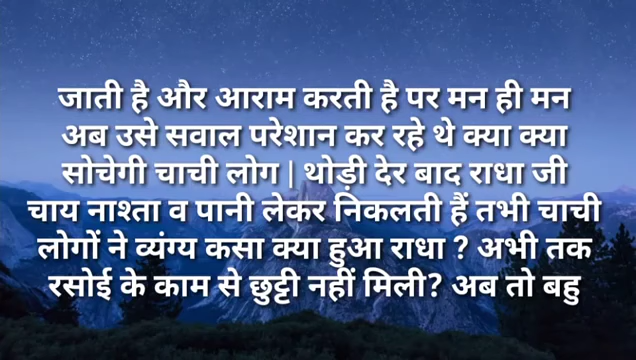 जाती है और आराम करती है पर मन ही मन
अब उसे सवाल परेशान कर रहे थे क्या क्या
सोचेगी चाची लोग | थोड़ी देर बाद राधा जी
चाय नाश्ता व पानी लेकर निकलती हैं तभी चाची
लोगों ने व्यंग्य कसा क्या हुआ राधा ? अभी तक
रसोई के काम से छुट्टी नहीं मिली? अब तो बहु